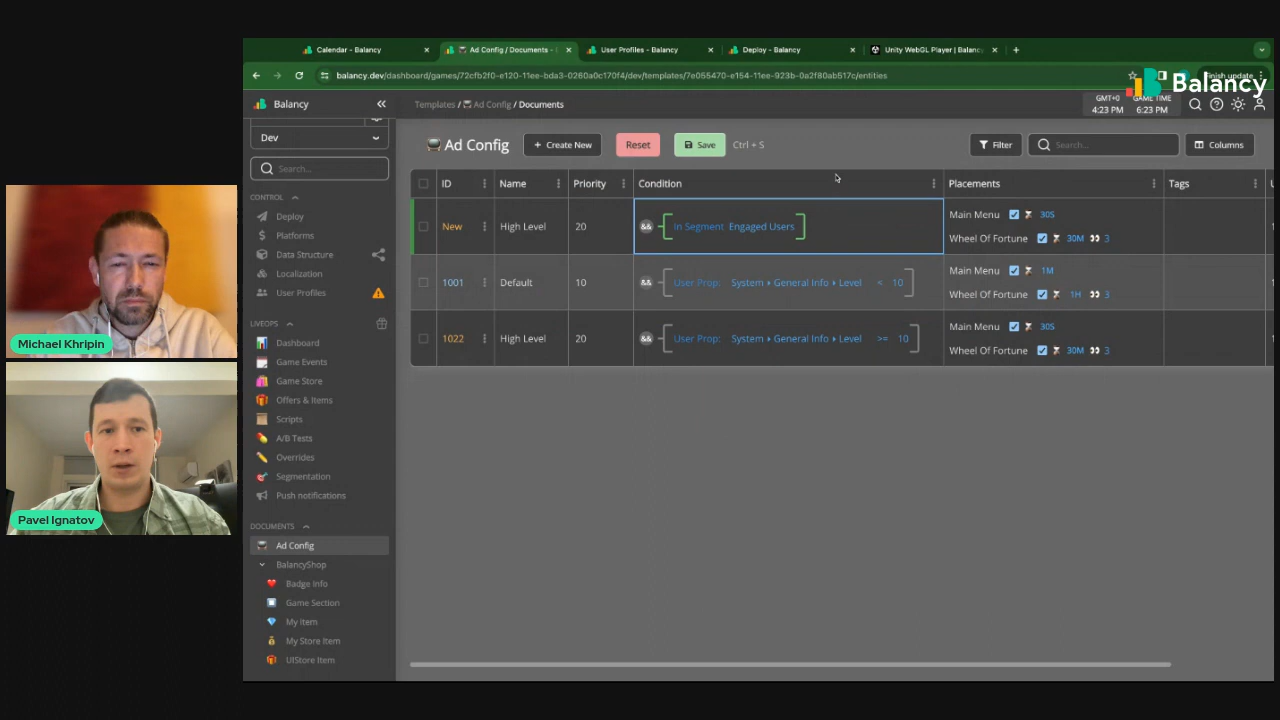 Calendar - Balancy
Ad Config / Documents -
User Profiles - Balancy
Deploy - Balancy
Unity WebGL Player | Balanc
balancy.dev/dashboard/games/72cfb2f0-e120-11ee-bda3-0260a0c170f4/dev/templates/7e055470-e154-11ee-923b-0a2f80ab517c/entities
Finish update
Balancy
Balancy
Templates / Ad Config / Documents
GMT+0 GAME TIME
4:23 PM 6:23 PM
Dev
Ad Config
+ Create New
Reset
Save
Ctrl + S
Filter
Search...
Columns
Search...
CONTROL
Deploy
Platforms
Data Structure
Localization
User Profiles
LIVEOPS
Dashboard
Game Events
Game Store
Offers & Items
Scripts
A/B Tests
Overrides
Segmentation
Push notifications
DOCUMENTS
Ad Config
BalancyShop
Badge Info
Game Section
My Item
My Store Item
UIStore Item
ID Name Priority Condition Placements Tags
New High Level 20 && In Segment Engaged Users
Main Menu 30S
Wheel Of Fortune 30M 3
1001 Default 10 && User Prop: System General Info Level < 10
Main Menu 1M
Wheel Of Fortune 1H 3
1022 High Level 20 && User Prop: System General Info Level >= 10
Main Menu 30S
Wheel Of Fortune 30M 3
Michael Khripin
Pavel Ignatov